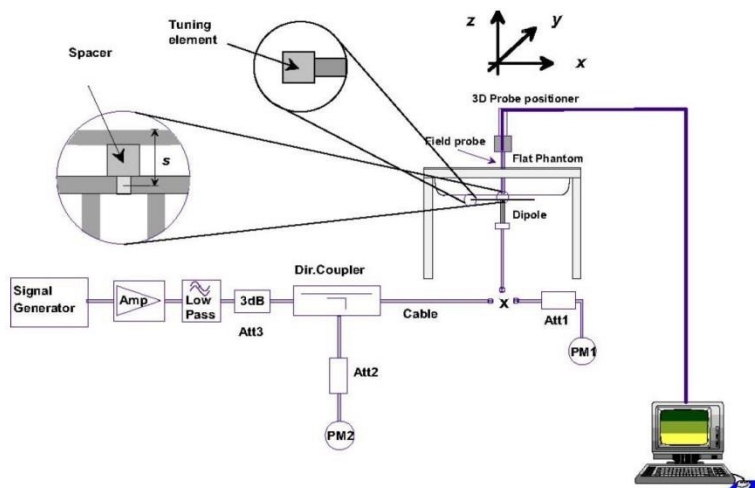 Tuning
element
Spacer
s
z
y
x
3D Probe positioner
Field probe
Flat Phantom
Dipole
Signal
Generator
Amp
Low
Pass
3dB
Att3
Dir.Coupler
Cable
x
Att1
PM1
Att2
PM2